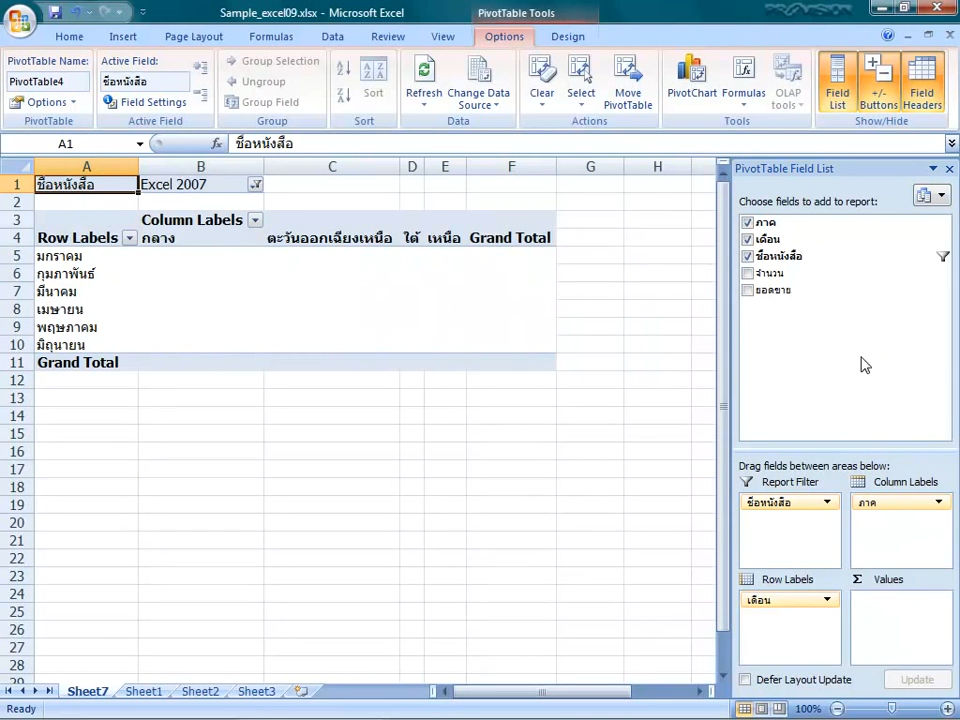 Sample_excel09.xlsx - Microsoft Excel
PivotTable Tools
Home Insert Page Layout Formulas Data Review View Options Design
PivotTable Name:
PivotTable4
Options
PivotTable
Active Field:
ชื่อหนังสือ
Field Settings
Active Field
Group Selection
Ungroup
Group Field
Group
Sort
Sort
Refresh
Change Data Source
Data
Clear
Select
Move PivotTable
Actions
PivotChart
Formulas
OLAP tools
Tools
Field List
+/- Buttons
Field Headers
Show/Hide
A1
fx
ชื่อหนังสือ
A B C D E F G H
1 ชื่อหนังสือ Excel 2007
2
3 Column Labels
4 Row Labels กลาง ตะวันออกเฉียงเหนือ ใต้ เหนือ Grand Total
5 มกราคม
6 กุมภาพันธ์
7 มีนาคม
8 เมษายน
9 พฤษภาคม
10 มิถุนายน
11 Grand Total
12
13
14
15
16
17
18
19
20
21
22
23
24
25
26
27
28
29
PivotTable Field List
Choose fields to add to report:
ภาค
เดือน
ชื่อหนังสือ
จำนวน
ยอดขาย
Drag fields between areas below:
Report Filter
ชื่อหนังสือ
Column Labels
ภาค
Row Labels
เดือน
Σ Values
Defer Layout Update
Update
Sheet7 Sheet1 Sheet2 Sheet3
Ready
100%